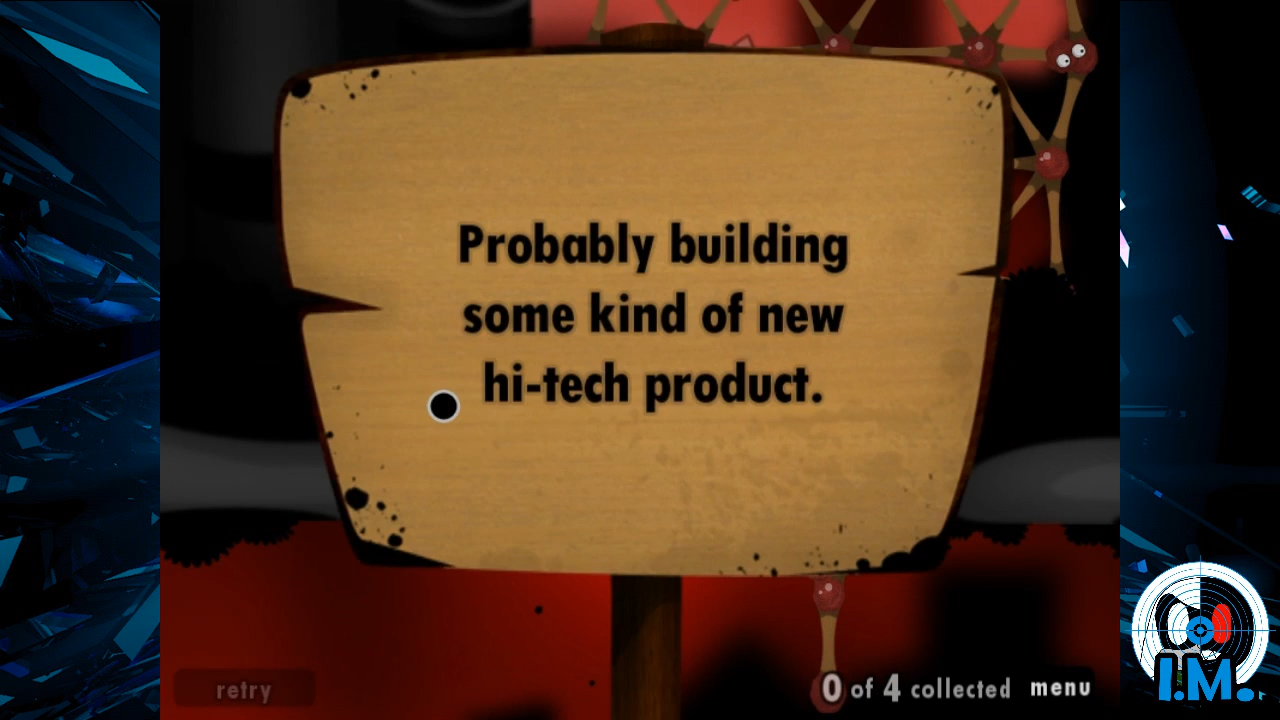 Probably building
some kind of new
hi-tech product.
retry
0 of 4 collected menu
I.M.